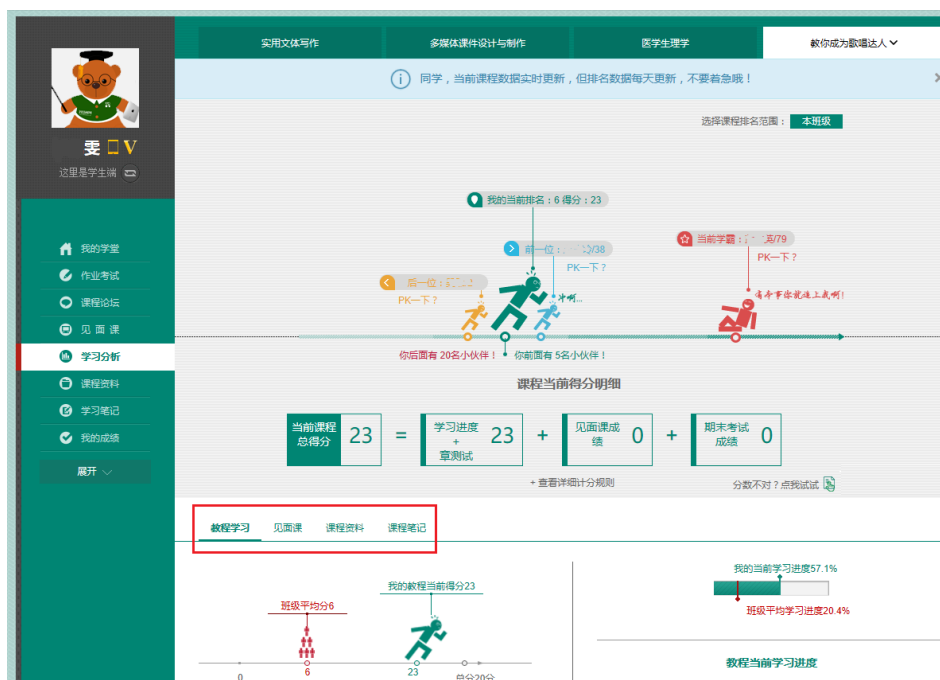 实用文体写作
多媒体课件设计与制作
医学生理学
教你成为歌唱达人
同学，当前课程数据实时更新，但排名数据每天更新，不要着急哦！
雯 V
这里是学生端
选择课程排名范围： 本班级
我的当前排名：6 得分：23
前一位： /38
PK一下？
当前学霸： 英/79
PK一下？
后一位：
PK一下？
冲啊...
有个事你就追上我啊!
你后面有 20名小伙伴！
你前面有 5名小伙伴！
我的学堂
作业考试
课程论坛
见 面 课
学习分析
课程资料
学习笔记
我的成绩
展开
课程当前得分明细
当前课程总得分 23 = 学习进度 + 章测试 23 + 见面课成绩 0 + 期末考试成绩 0
+ 查看详细计分规则
分数不对？点我试试
教程学习 见面课 课程资料 课程笔记
我的教程当前得分23
班级平均分6
0 6 23 总分20分
我的当前学习进度57.1%
班级平均学习进度20.4%
教程当前学习进度